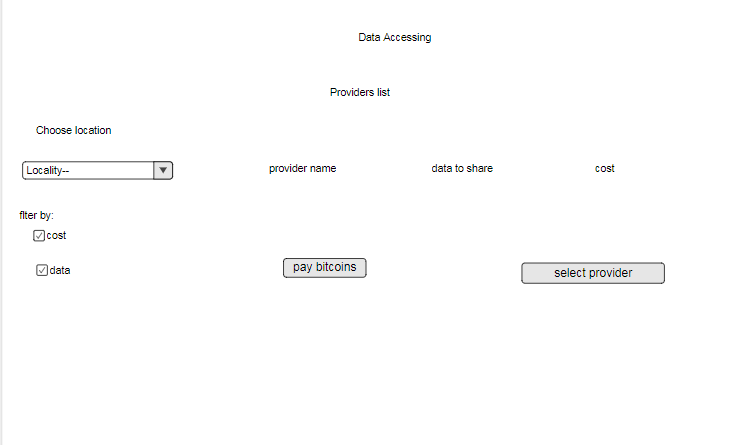 Data Accessing
Providers list
Choose location
Locality--
provider name
data to share
cost
flter by:
cost
data
pay bitcoins
select provider